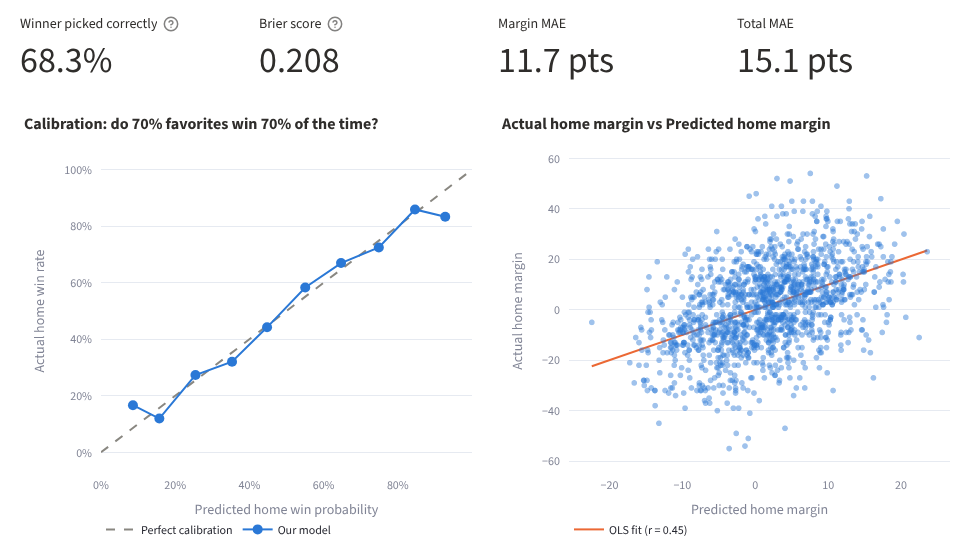 Winner picked correctly ?
Brier score ?
Margin MAE
Total MAE
68.3%
0.208
11.7 pts
15.1 pts
Calibration: do 70% favorites win 70% of the time?
100%
80%
60%
40%
20%
0%
Actual home win rate
0%
20%
40%
60%
80%
Predicted home win probability
Perfect calibration
Our model
Actual home margin vs Predicted home margin
60
40
20
0
−20
−40
−60
Actual home margin
−20
−10
0
10
20
Predicted home margin
OLS fit (r = 0.45)